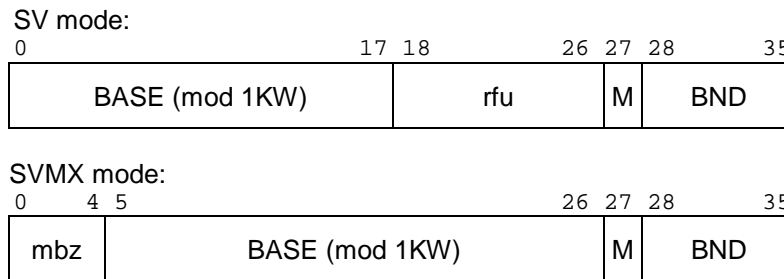 SV mode:
0 17 18 26 27 28 35
BASE (mod 1KW) rfu M BND
SVMX mode:
0 4 5 26 27 28 35
mbz BASE (mod 1KW) M BND